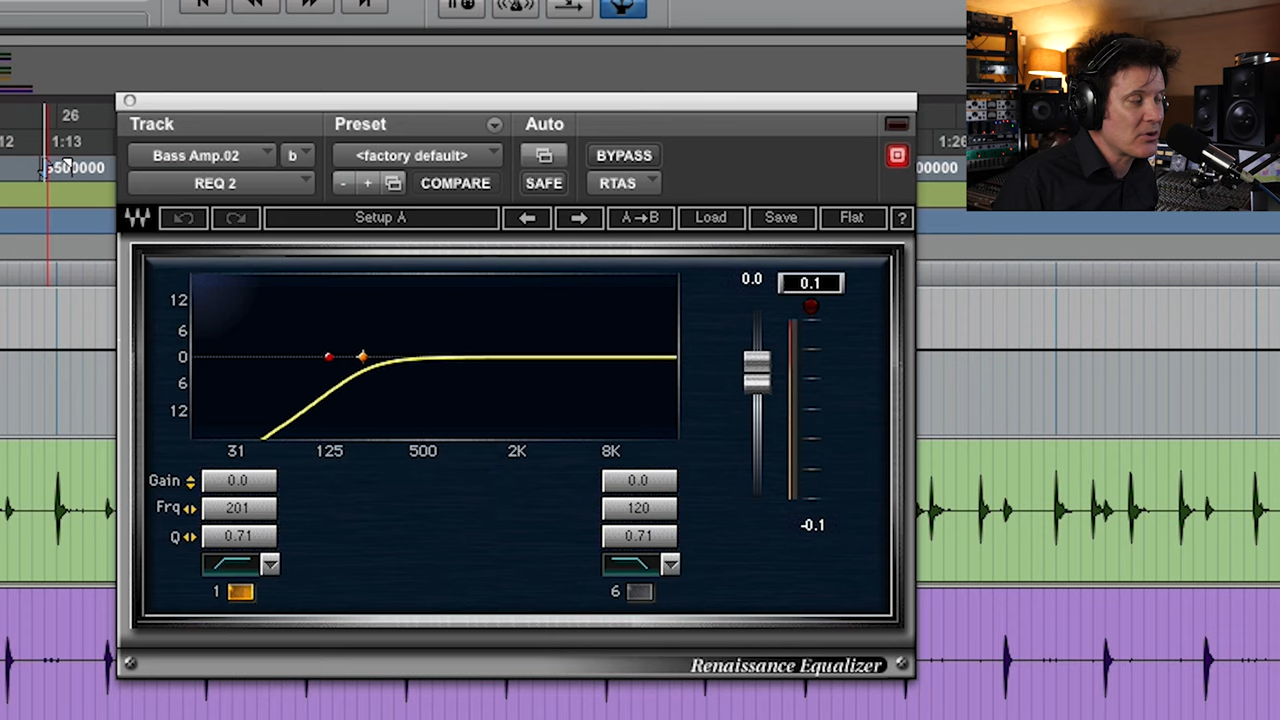 26
12
1:13
1:26
500000
00000
Track
Preset
Auto
Bass Amp.02
b
<factory default>
BYPASS
REQ 2
-
+
COMPARE
SAFE
RTAS
Setup A
A→B
Load
Save
Flat
?
12
6
0
6
12
0.0
0.1
31
125
500
2K
8K
-0.1
Gain
0.0
0.0
Frq
201
120
Q
0.71
0.71
1
6
Renaissance Equalizer